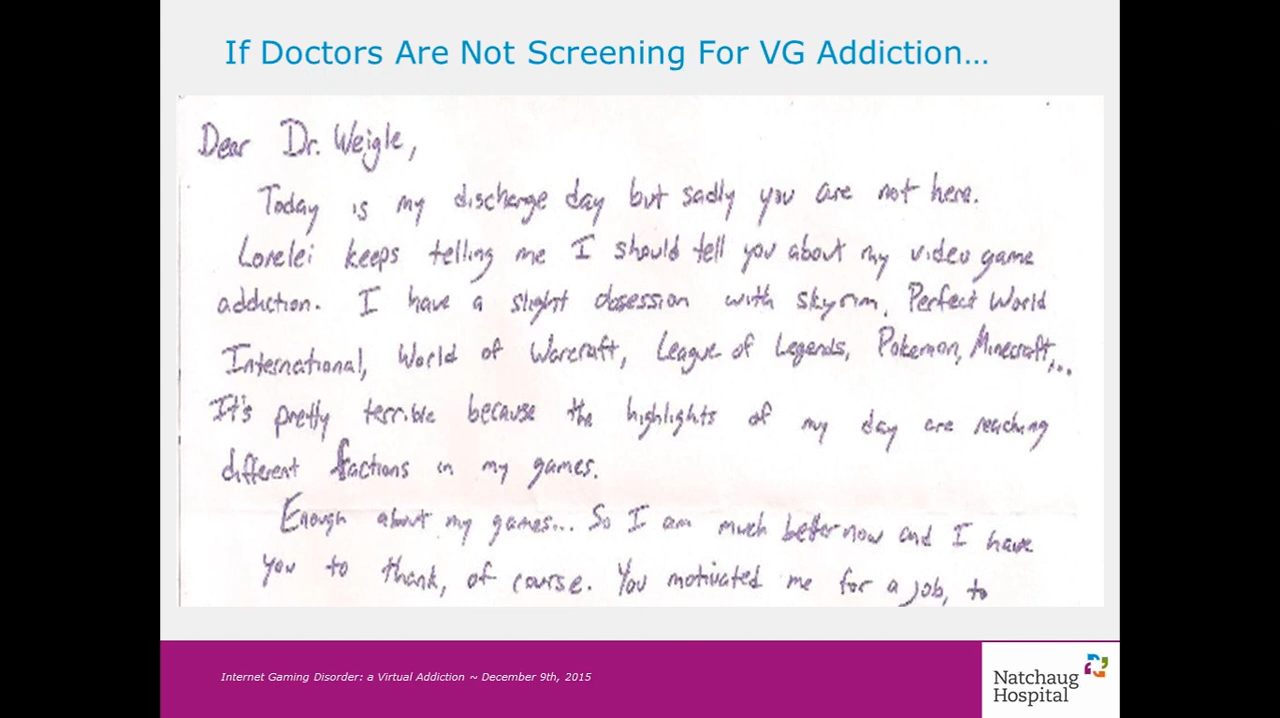 If Doctors Are Not Screening For VG Addiction...
Dear Dr. Weigle,
Today is my discharge day but sadly you are not here.
Lorelei keeps telling me I should tell you about my video game
addiction. I have a slight obsession with skyrim, Perfect World
International, World of Warcraft, League of Legends, Pokemon, Minecraft,...
It's pretty terrible because the highlights of my day are reaching
different factions in my games.
Enough about my games... So I am much better now and I have
you to thank, of course. You motivated me for a job, to
Internet Gaming Disorder: a Virtual Addiction ~ December 9th, 2015
Natchaug
Hospital